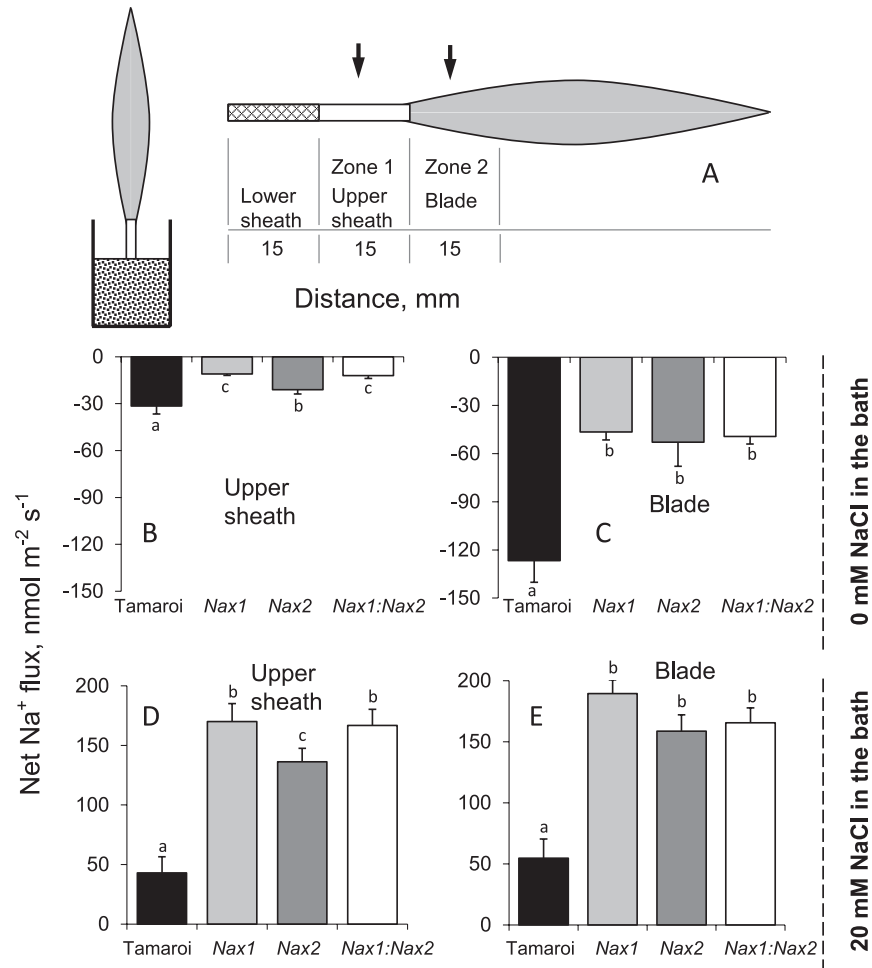 A
Zone 1 Zone 2
Lower Upper Blade
sheath sheath
15 15 15
Distance, mm
Net Na⁺ flux, nmol m⁻² s⁻¹
0
-30
-60
-90
-120
-150
a
c
b
c
Upper
sheath
B
Tamaroi Nax1 Nax2 Nax1:Nax2
0
-30
-60
-90
-120
-150
a
b
b
b
Blade
C
Tamaroi Nax1 Nax2 Nax1:Nax2
0 mM NaCl in the bath
Upper
sheath
D
200
150
100
50
0
a
b
c
b
Tamaroi Nax1 Nax2 Nax1:Nax2
Blade
E
200
150
100
50
0
a
b
b
b
Tamaroi Nax1 Nax2 Nax1:Nax2
20 mM NaCl in the bath